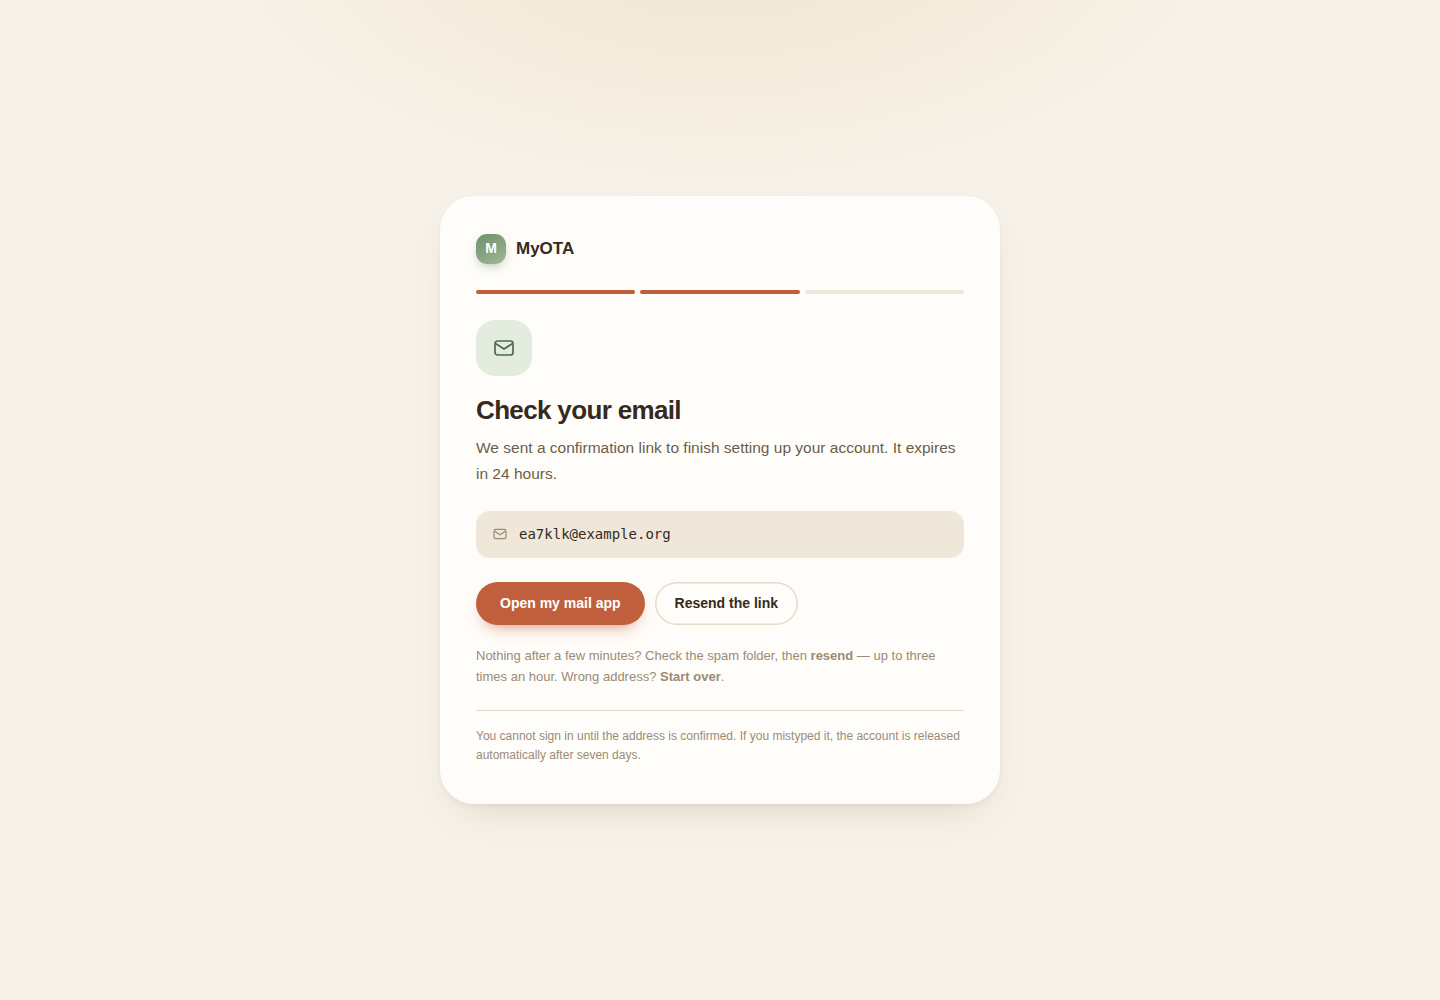 M MyOTA
Check your email
We sent a confirmation link to finish setting up your account. It expires
in 24 hours.
ea7klk@example.org
Open my mail app Resend the link
Nothing after a few minutes? Check the spam folder, then resend — up to three
times an hour. Wrong address? Start over.
You cannot sign in until the address is confirmed. If you mistyped it, the account is released
automatically after seven days.